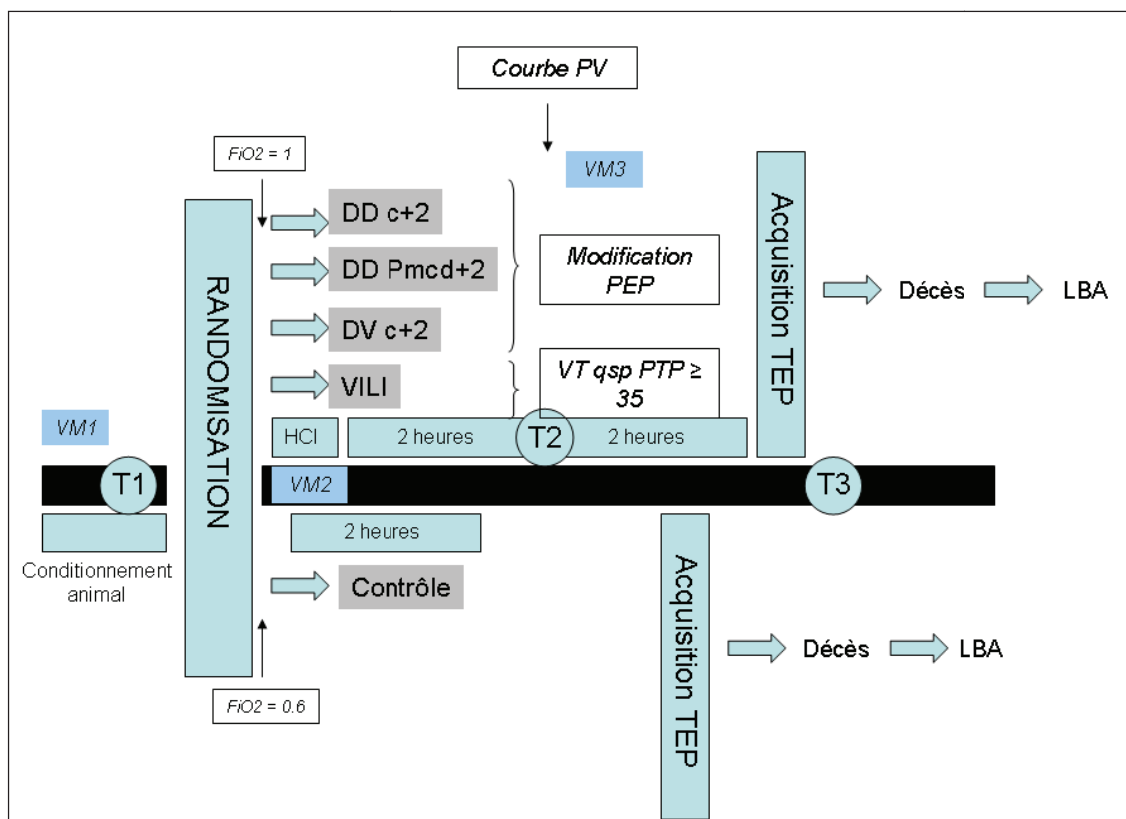 Courbe PV
FiO2 = 1
VM3
DD c+2
DD Pmcd+2
DV c+2
VILI
Modification
PEP
VT qsp PTP ≥
35
Acquisition TEP
Décès
LBA
RANDOMISATION
VM1
HCl
2 heures
T2
2 heures
T1
VM2
T3
2 heures
Conditionnement
animal
Contrôle
Acquisition TEP
Décès
LBA
FiO2 = 0.6